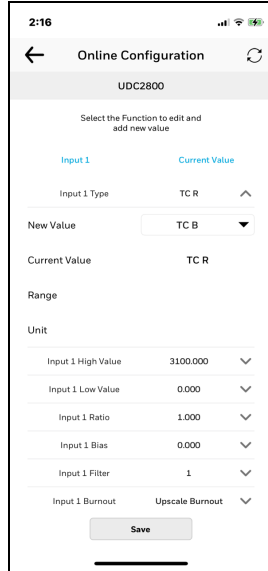 2:16
Online Configuration
UDC2800
Select the Function to edit and
add new value
Input 1 Current Value
Input 1 Type TC R
New Value TC B
Current Value TC R
Range
Unit
Input 1 High Value 3100.000
Input 1 Low Value 0.000
Input 1 Ratio 1.000
Input 1 Bias 0.000
Input 1 Filter 1
Input 1 Burnout Upscale Burnout
Save